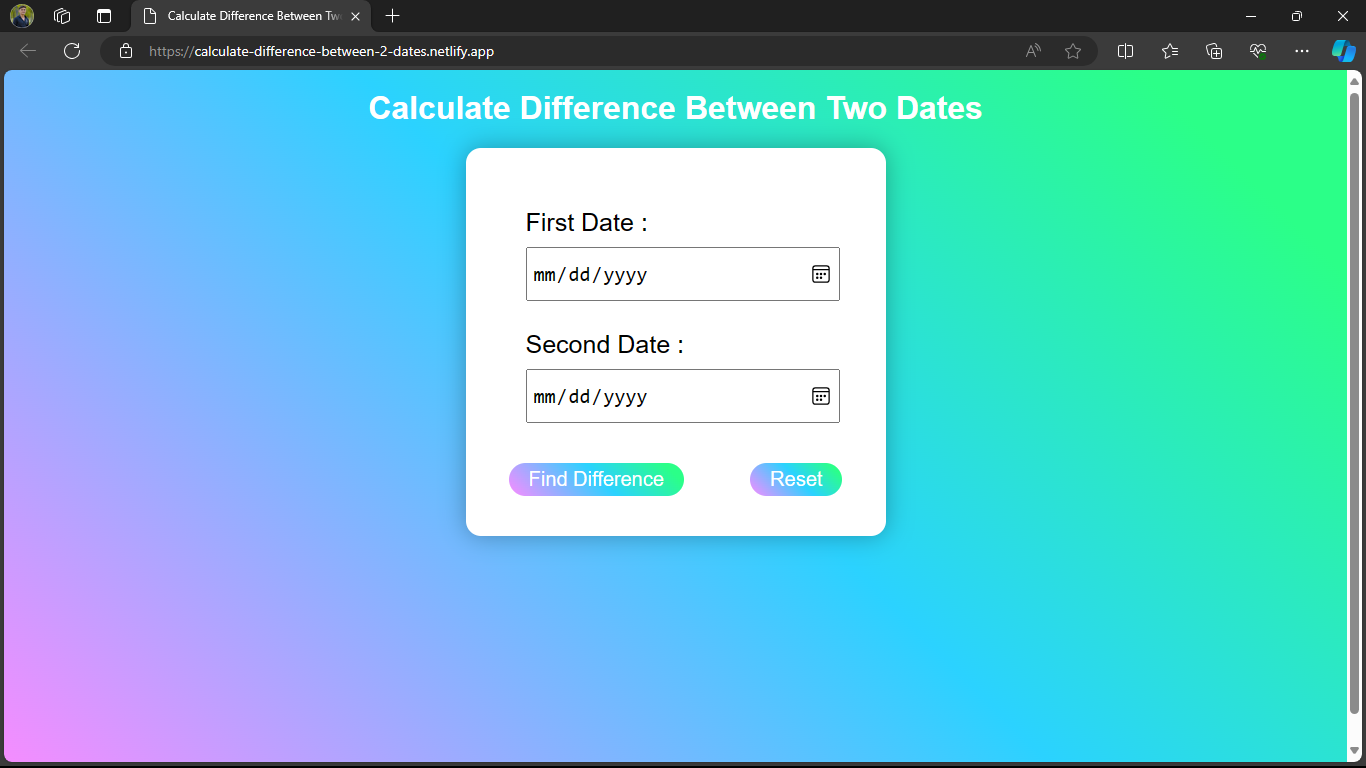 Calculate Difference Between Tw
https://calculate-difference-between-2-dates.netlify.app
Calculate Difference Between Two Dates
First Date :
mm/dd/yyyy
Second Date :
mm/dd/yyyy
Find Difference
Reset